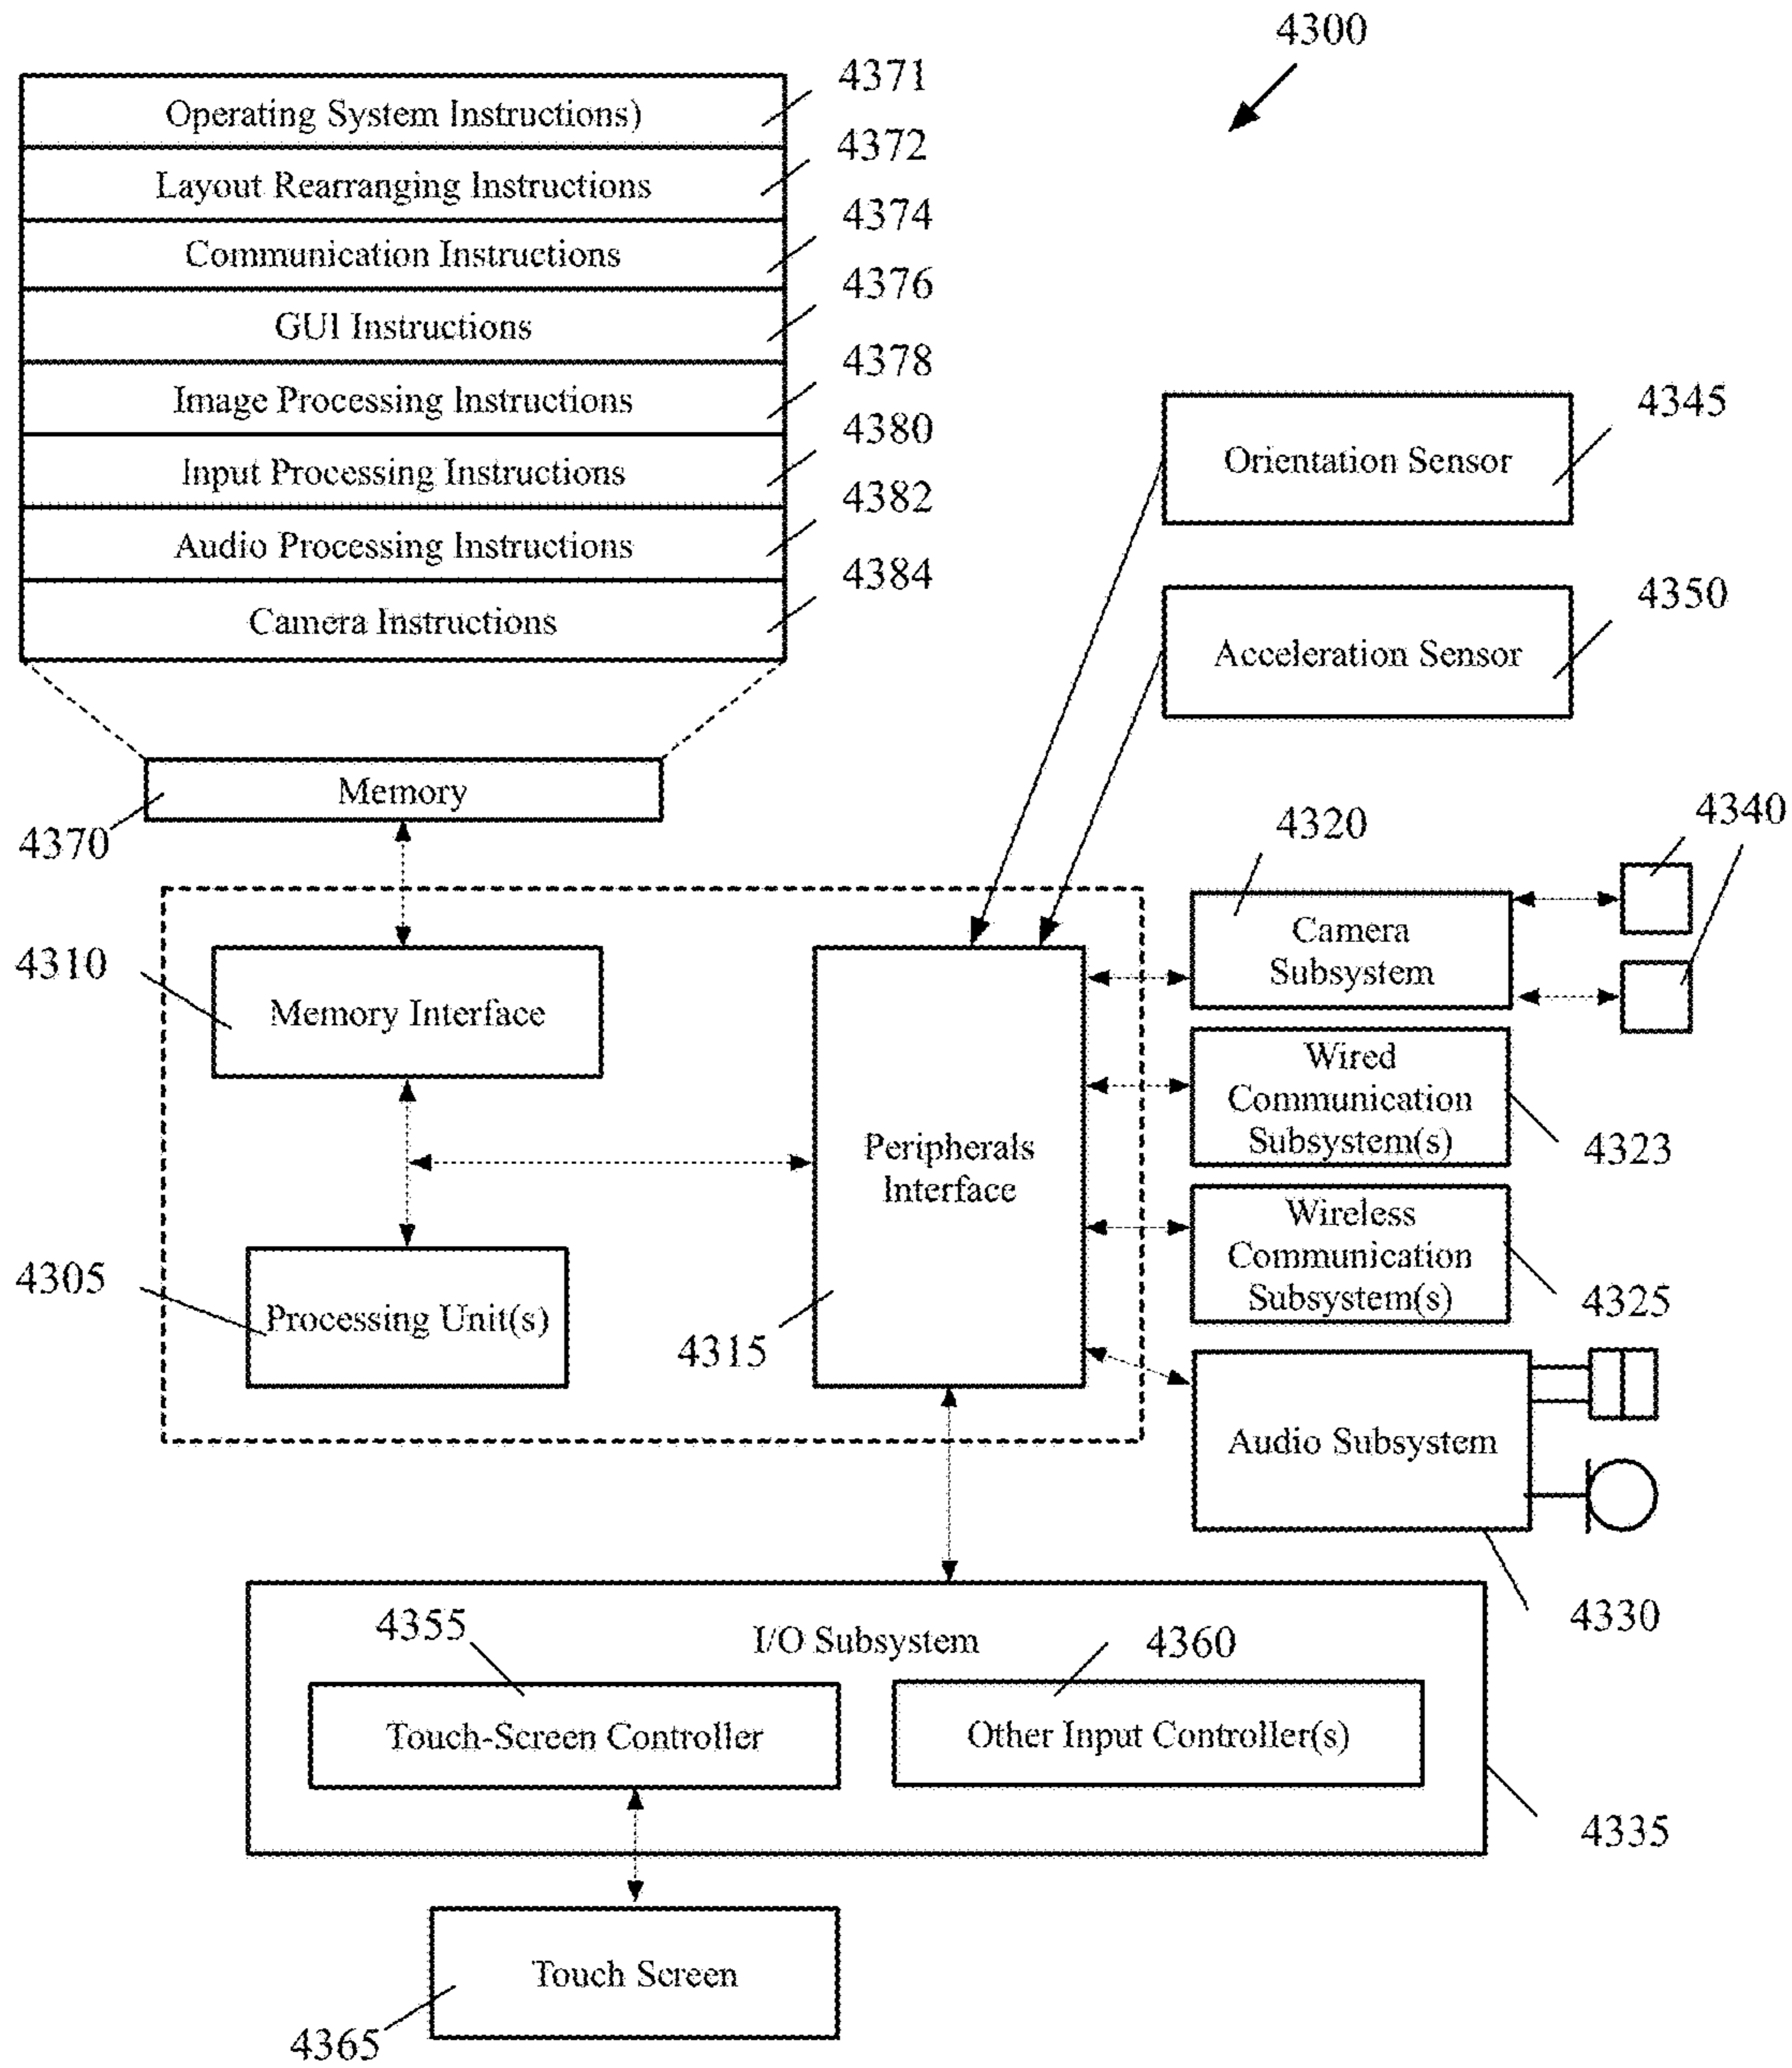 4300
Operating System Instructions)
4371
Layout Rearranging Instructions
4372
Communication Instructions
4374
GUI Instructions
4376
Image Processing Instructions
4378
Input Processing Instructions
4380
Audio Processing Instructions
4382
Camera Instructions
4384
Orientation Sensor
4345
Acceleration Sensor
4350
Memory
4370
4320
4340
Camera
Subsystem
4310
Memory Interface
Wired
Communication
Subsystem(s)
4323
Peripherals
Interface
4315
Wireless
Communication
Subsystem(s)
4325
4305
Processing Unit(s)
Audio Subsystem
4330
I/O Subsystem
4355
4360
Touch-Screen Controller
Other Input Controller(s)
4335
Touch Screen
4365